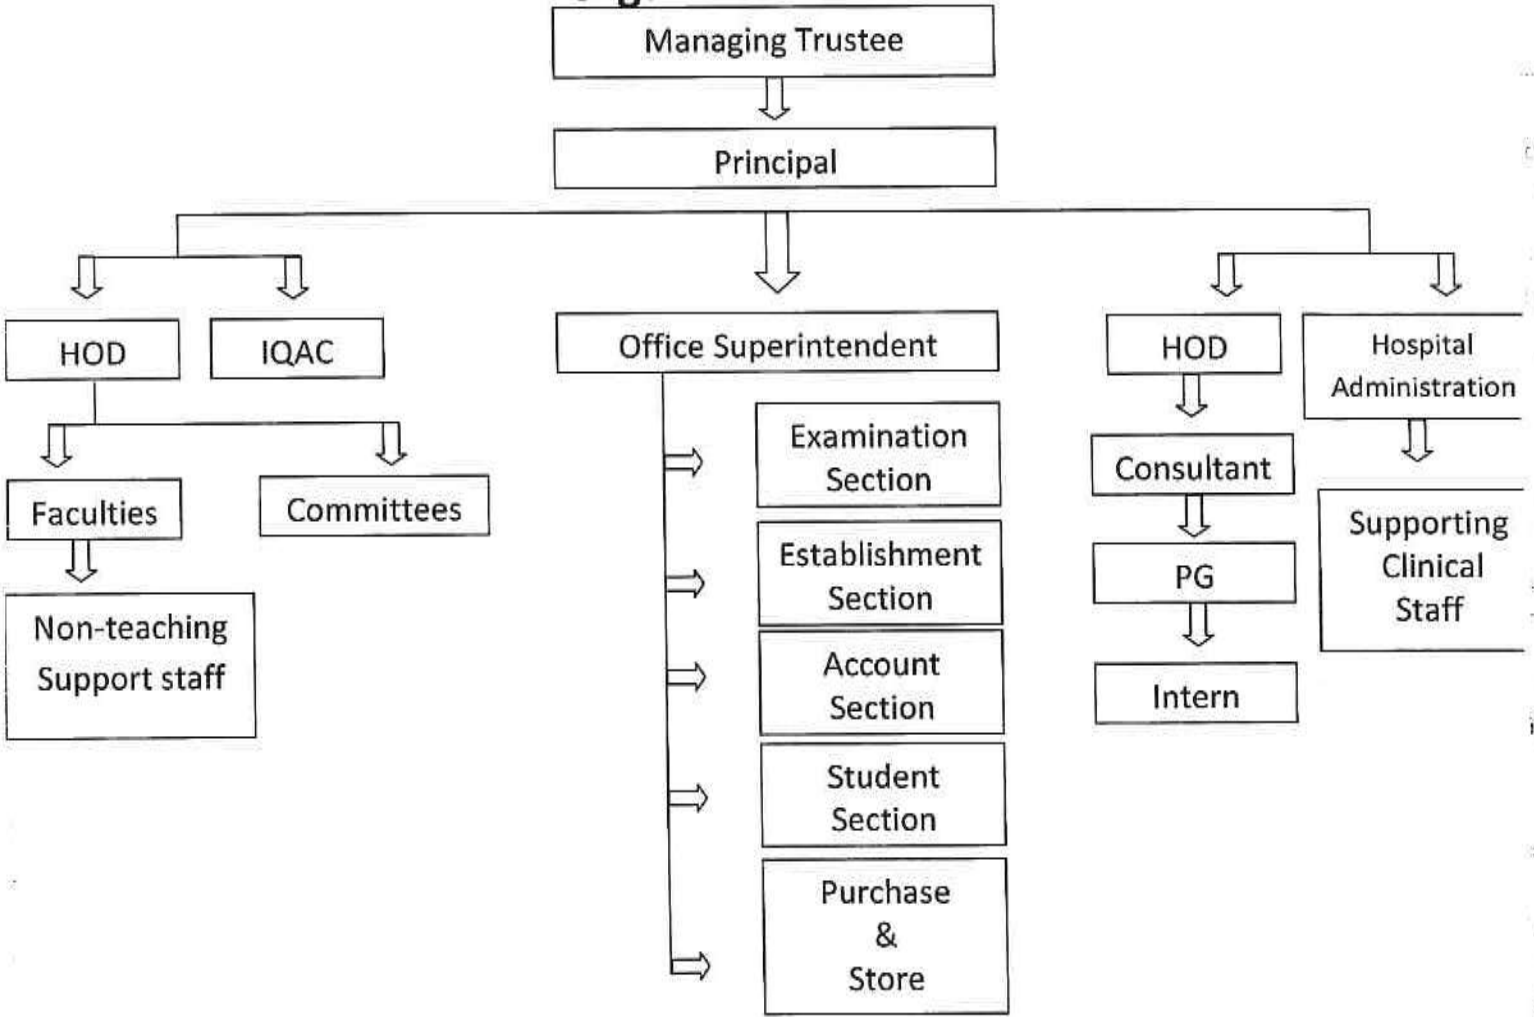 Managing Trustee
Principal
HOD
IQAC
Office Superintendent
HOD
Hospital
Administration
Faculties
Committees
Non-teaching
Support staff
Examination
Section
Establishment
Section
Account
Section
Student
Section
Purchase
&
Store
Consultant
PG
Intern
Supporting
Clinical
Staff